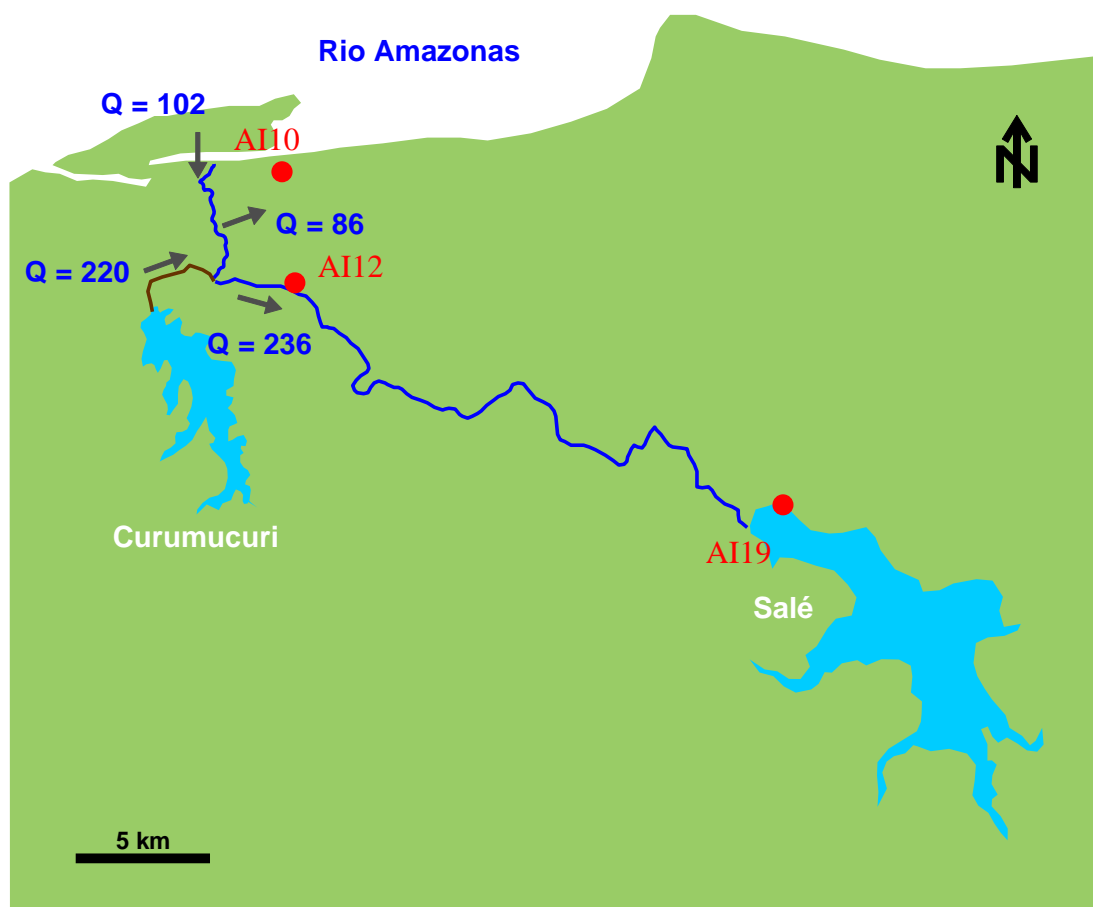 Rio Amazonas
Q = 102
AI10
Q = 86
Q = 220
AI12
Q = 236
Curumucuri
AI19
Salé
5 km
N